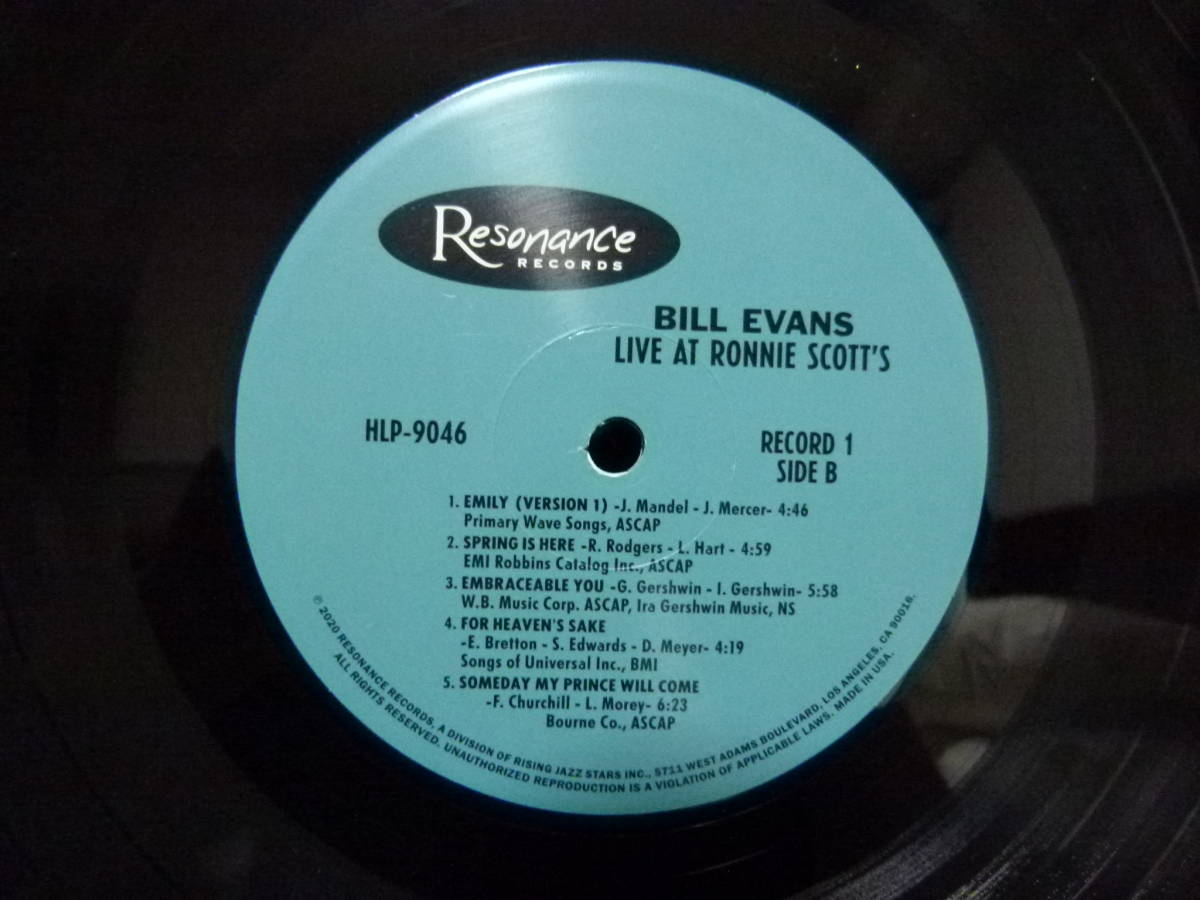 Resonance
RECORDS
BILL EVANS
LIVE AT RONNIE SCOTT'S
HLP-9046
RECORD 1
SIDE B
1. EMILY (VERSION 1) -J. Mandel - J. Mercer- 4:46
Primary Wave Songs, ASCAP
2. SPRING IS HERE -R. Rodgers - L. Hart - 4:59
EMI Robbins Catalog Inc., ASCAP
3. EMBRACEABLE YOU -G. Gershwin - I. Gershwin- 5:58
W.B. Music Corp. ASCAP, Ira Gershwin Music, NS
4. FOR HEAVEN'S SAKE
-E. Bretton - S. Edwards - D. Meyer- 4:19
Songs of Universal Inc., BMI
5. SOMEDAY MY PRINCE WILL COME
-F. Churchill - L. Morey- 6:23
Bourne Co., ASCAP
℗ 2020 RESONANCE RECORDS, A DIVISION OF RISING JAZZ STARS INC., 5711 WEST ADAMS BOULEVARD, LOS ANGELES, CA 90016.
ALL RIGHTS RESERVED. UNAUTHORIZED REPRODUCTION IS A VIOLATION OF APPLICABLE LAWS. MADE IN USA.